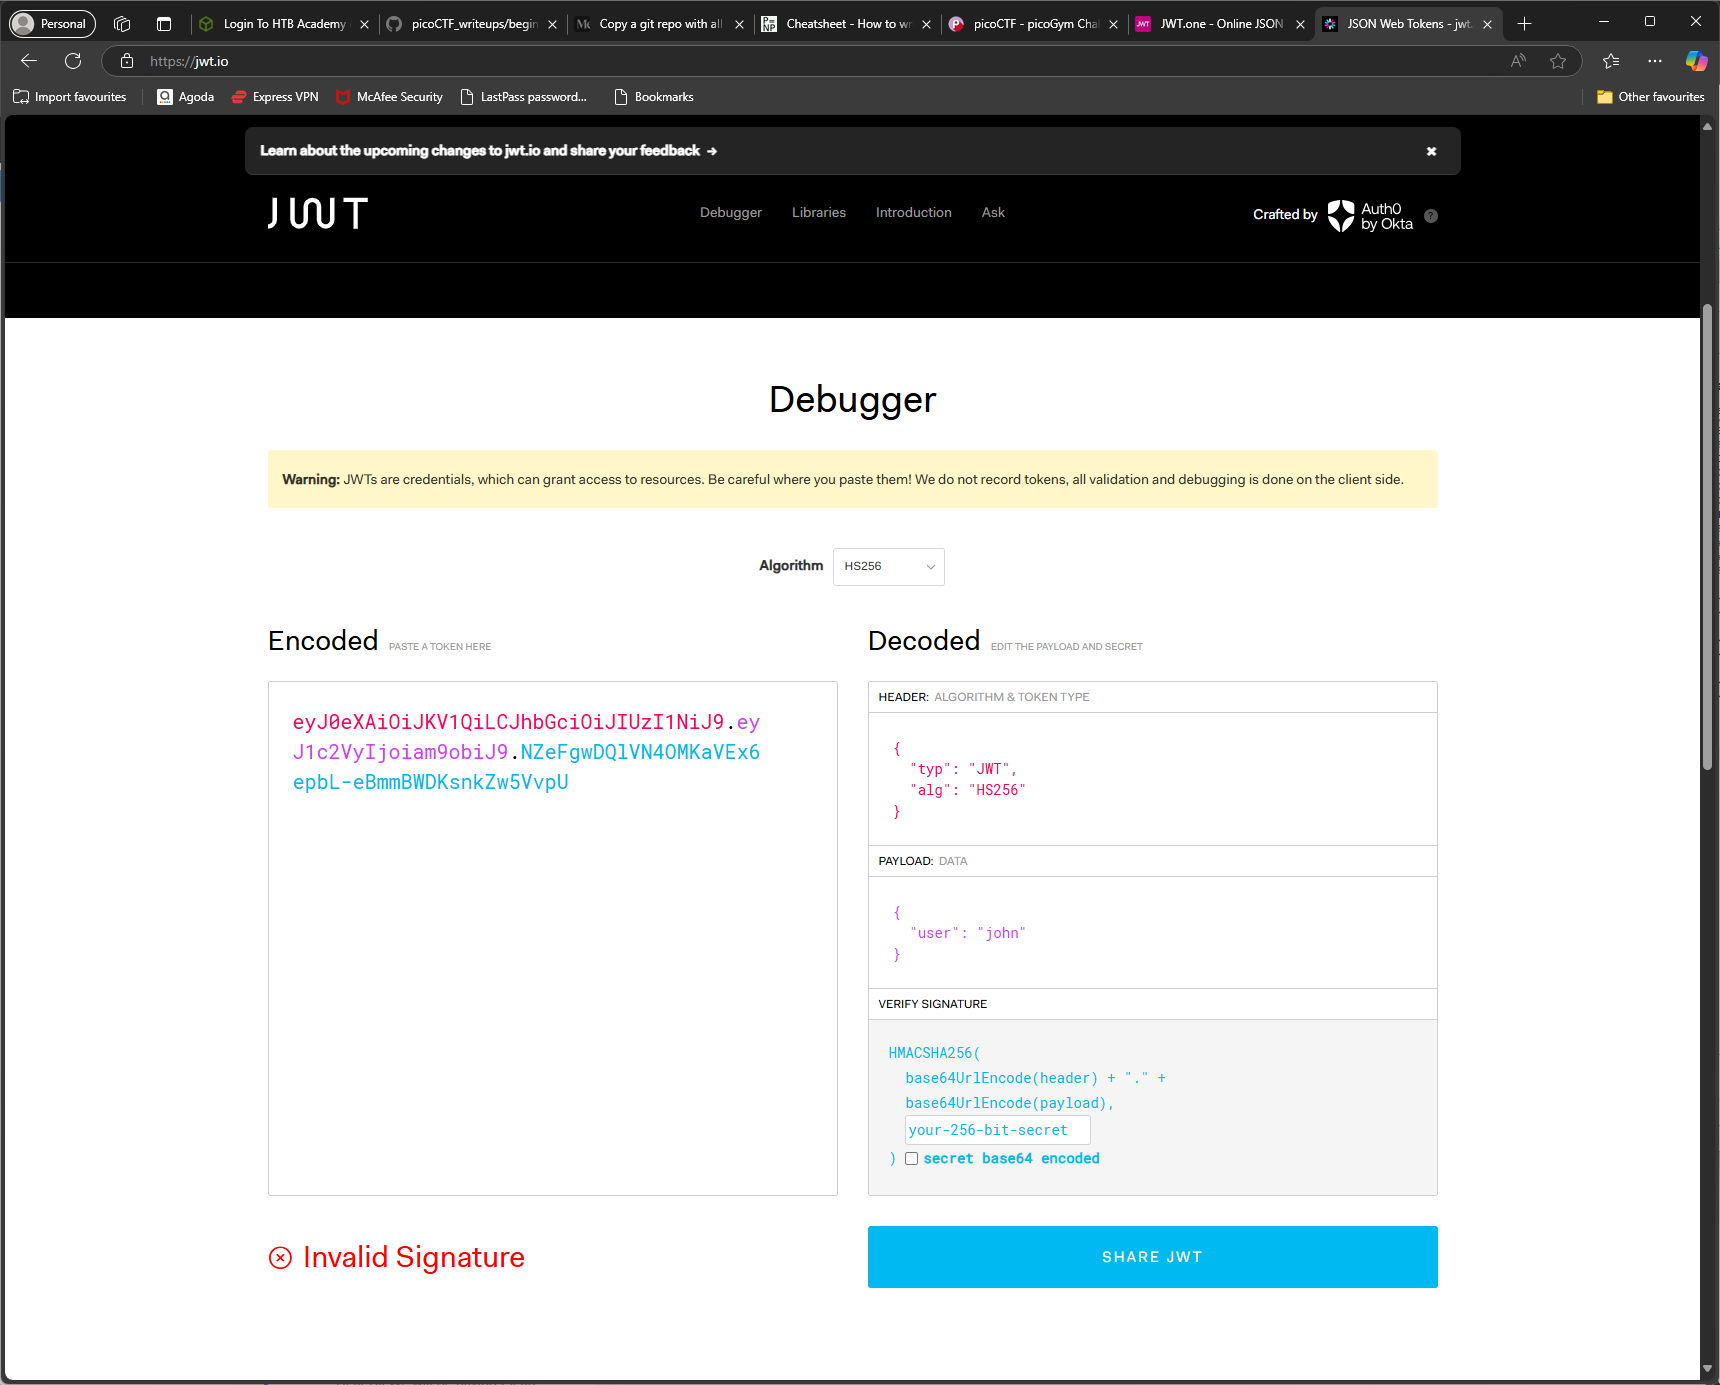 Personal
Login To HTB Academy
picoCTF_writeups/begin
Copy a git repo with all
Cheatsheet - How to wr
picoCTF - picoGym Chal
JWT.one - Online JSON
JSON Web Tokens - jwt.
https://jwt.io
Import favourites
Agoda
Express VPN
McAfee Security
LastPass password...
Bookmarks
Other favourites
Learn about the upcoming changes to jwt.io and share your feedback →
JWT
Debugger
Libraries
Introduction
Ask
Crafted by
Auth0
by Okta
?
Debugger
Warning: JWTs are credentials, which can grant access to resources. Be careful where you paste them! We do not record tokens, all validation and debugging is done on the client side.
Algorithm
HS256
Encoded PASTE A TOKEN HERE
eyJ0eXAiOiJKV1QiLCJhbGciOiJIUzI1NiJ9.ey
J1c2VyIjoiam9obiJ9.NZeFgwDQlVN4OMKaVEx6
epbL-eBmmBWDKsnkZw5VvpU
Invalid Signature
Decoded EDIT THE PAYLOAD AND SECRET
HEADER: ALGORITHM & TOKEN TYPE
{
"typ": "JWT",
"alg": "HS256"
}
PAYLOAD: DATA
{
"user": "john"
}
VERIFY SIGNATURE
HMACSHA256(
base64UrlEncode(header) + "." +
base64UrlEncode(payload),
your-256-bit-secret
) secret base64 encoded
SHARE JWT